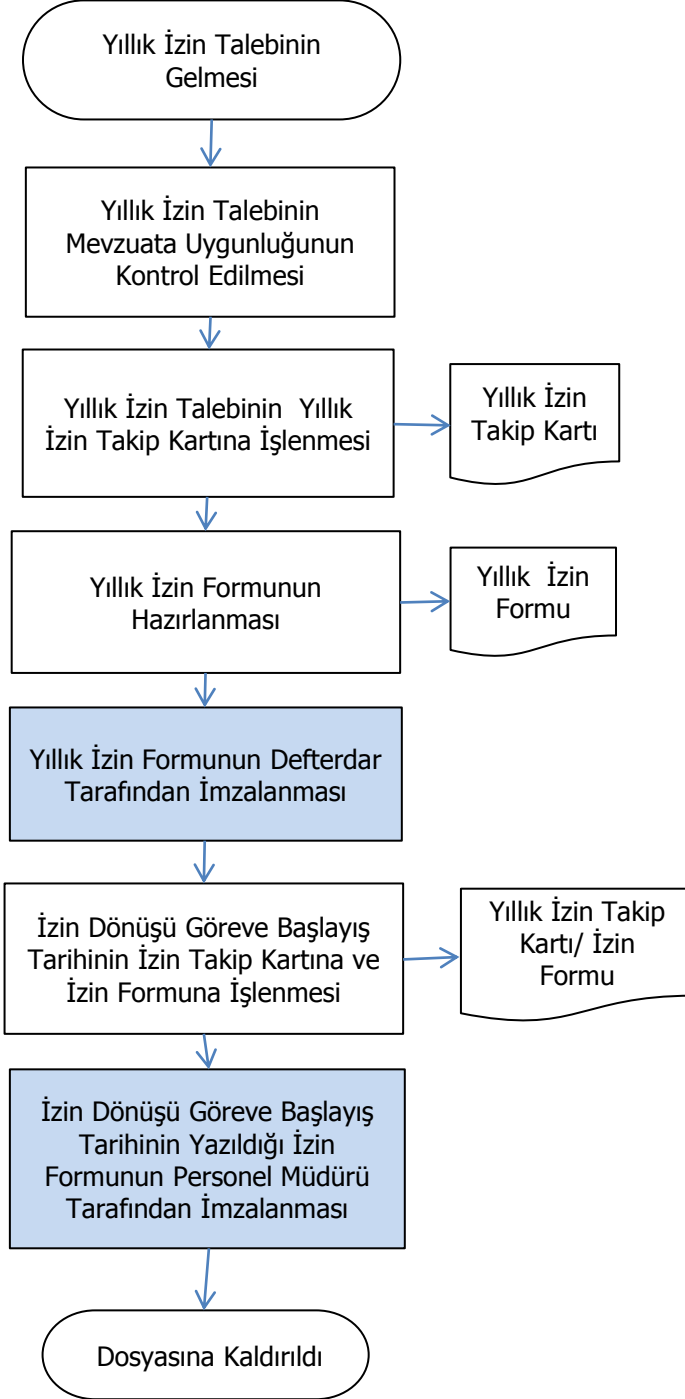 Yıllık İzin Talebinin
Gelmesi
Yıllık İzin Talebinin
Mevzuata Uygunluğunun
Kontrol Edilmesi
Yıllık İzin Talebinin  Yıllık
İzin Takip Kartına İşlenmesi
Yıllık İzin
Takip Kartı
Yıllık İzin Formunun
Hazırlanması
Yıllık  İzin
Formu
Yıllık İzin Formunun Defterdar
Tarafından İmzalanması
İzin Dönüşü Göreve Başlayış
Tarihinin İzin Takip Kartına ve
İzin Formuna İşlenmesi
Yıllık İzin Takip
Kartı/ İzin
Formu
İzin Dönüşü Göreve Başlayış
Tarihinin Yazıldığı İzin
Formunun Personel Müdürü
Tarafından İmzalanması
Dosyasına Kaldırıldı